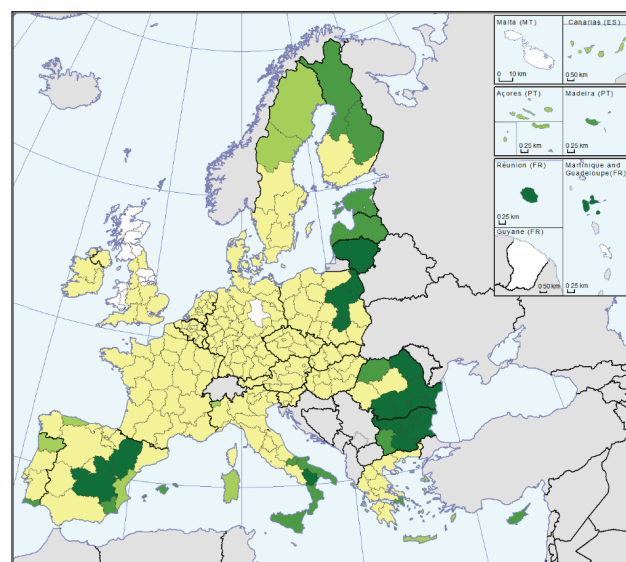 Malta (MT)
0 10 km
Canarias (ES)
0 50 km
Açores (PT)
0 25 km
Madeira (PT)
0 25 km
Réunion (FR)
0 25 km
Martinique and
Guadeloupe(FR)
0 25 km
Guyane (FR)
0 50 km